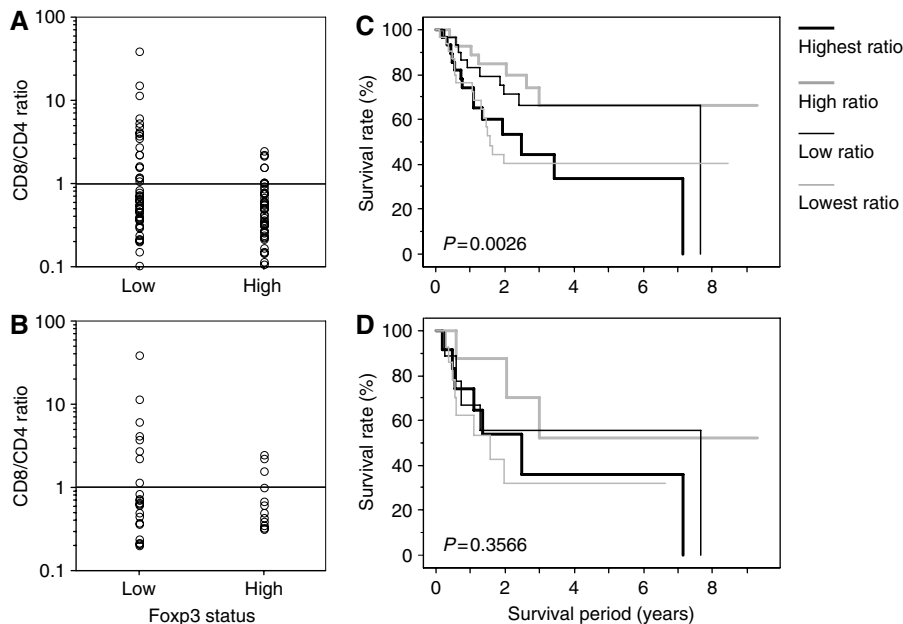 A
CD8/CD4 ratio
100
10
1
0.1
Low
High
B
CD8/CD4 ratio
100
10
1
0.1
Low
High
Foxp3 status
C
Survival rate (%)
100
80
60
40
20
0
P=0.0026
0
2
4
6
8
Highest ratio
High ratio
Low ratio
Lowest ratio
D
Survival rate (%)
100
80
60
40
20
0
P=0.3566
0
2
4
6
8
Survival period (years)